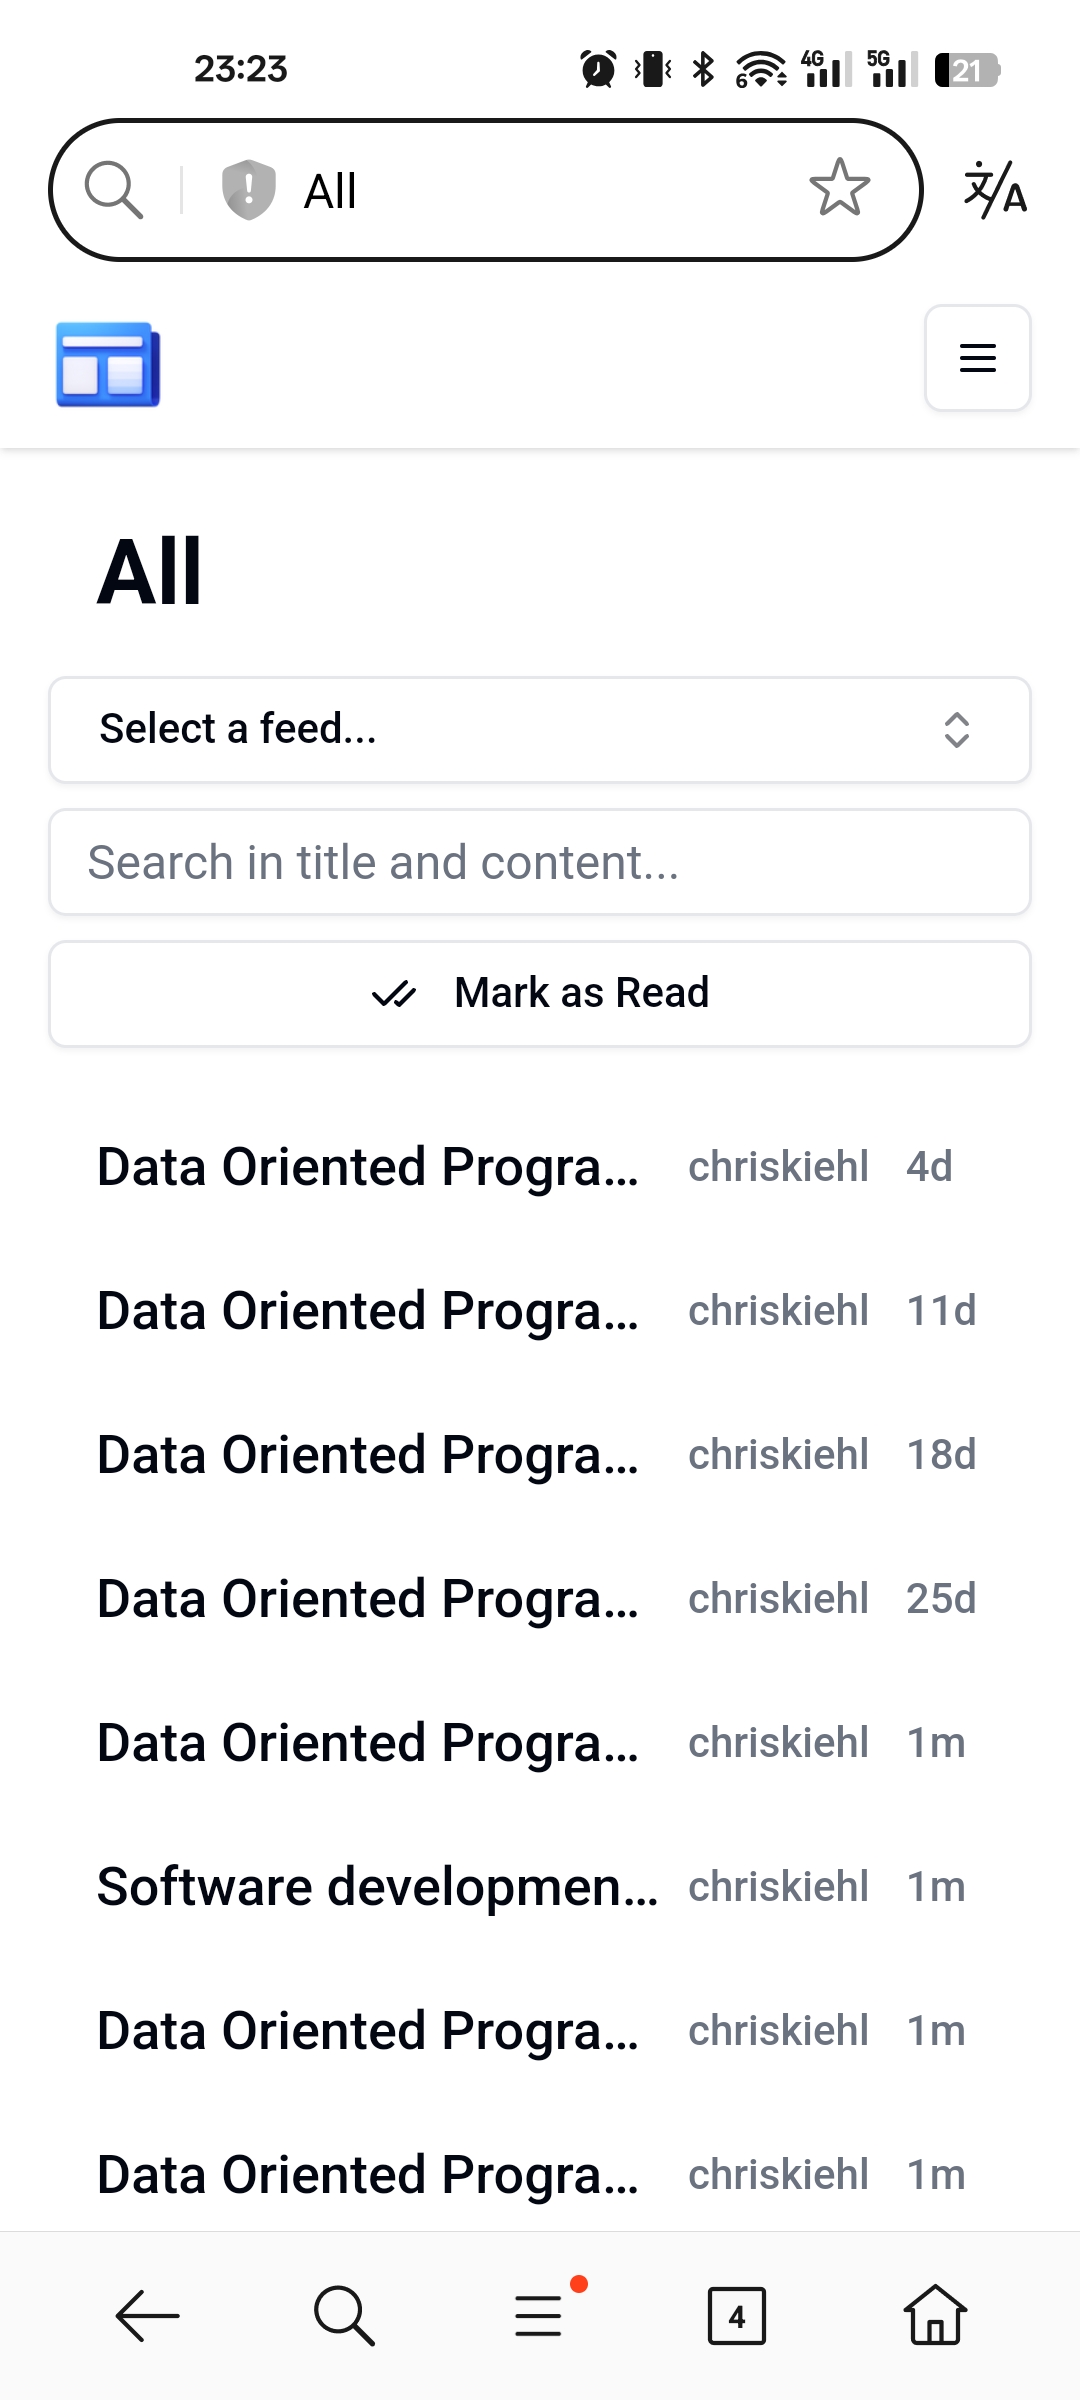 23:23
6 4G 5G 21
All
文/A
All
Select a feed...
Search in title and content...
Mark as Read
Data Oriented Progra... chriskiehl 4d
Data Oriented Progra... chriskiehl 11d
Data Oriented Progra... chriskiehl 18d
Data Oriented Progra... chriskiehl 25d
Data Oriented Progra... chriskiehl 1m
Software developmen... chriskiehl 1m
Data Oriented Progra... chriskiehl 1m
Data Oriented Progra... chriskiehl 1m
4